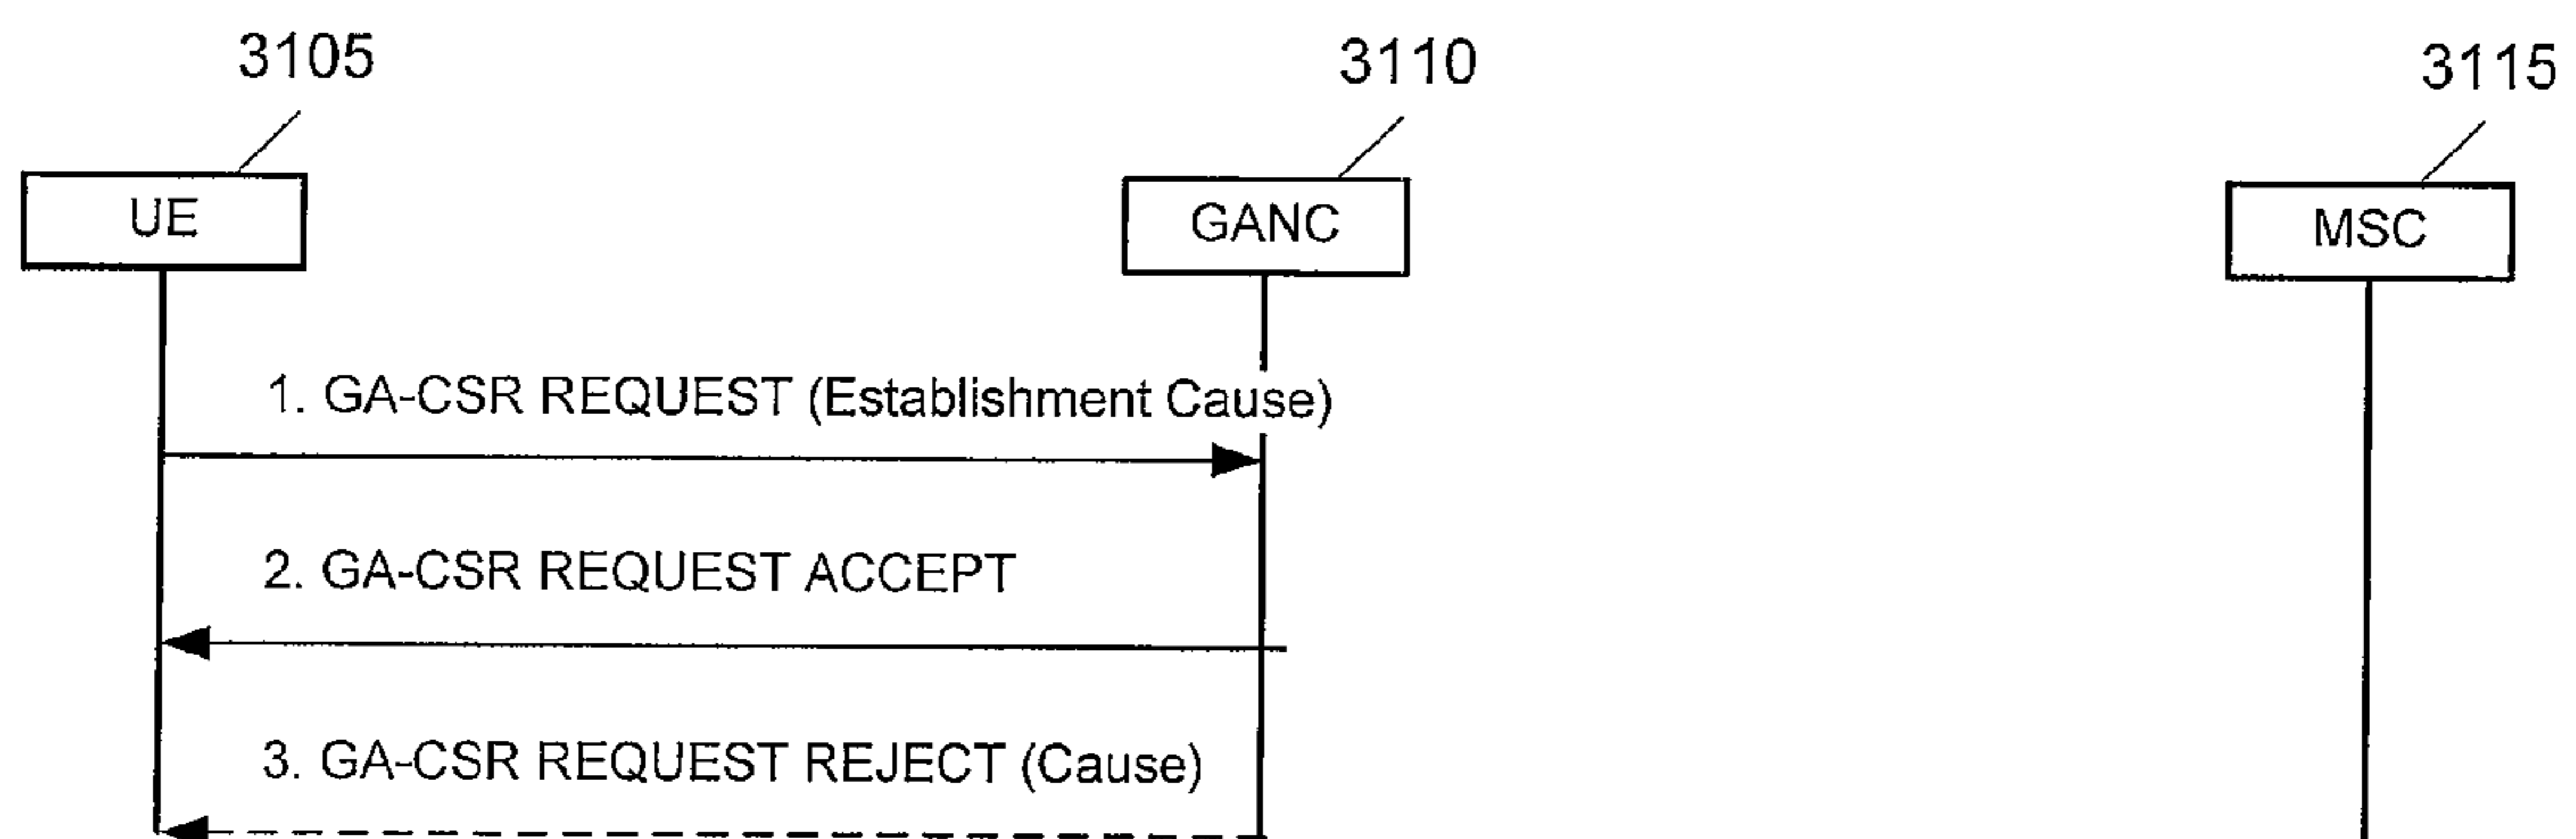 3105
3110
3115
UE
GANC
MSC
1. GA-CSR REQUEST (Establishment Cause)
2. GA-CSR REQUEST ACCEPT
3. GA-CSR REQUEST REJECT (Cause)